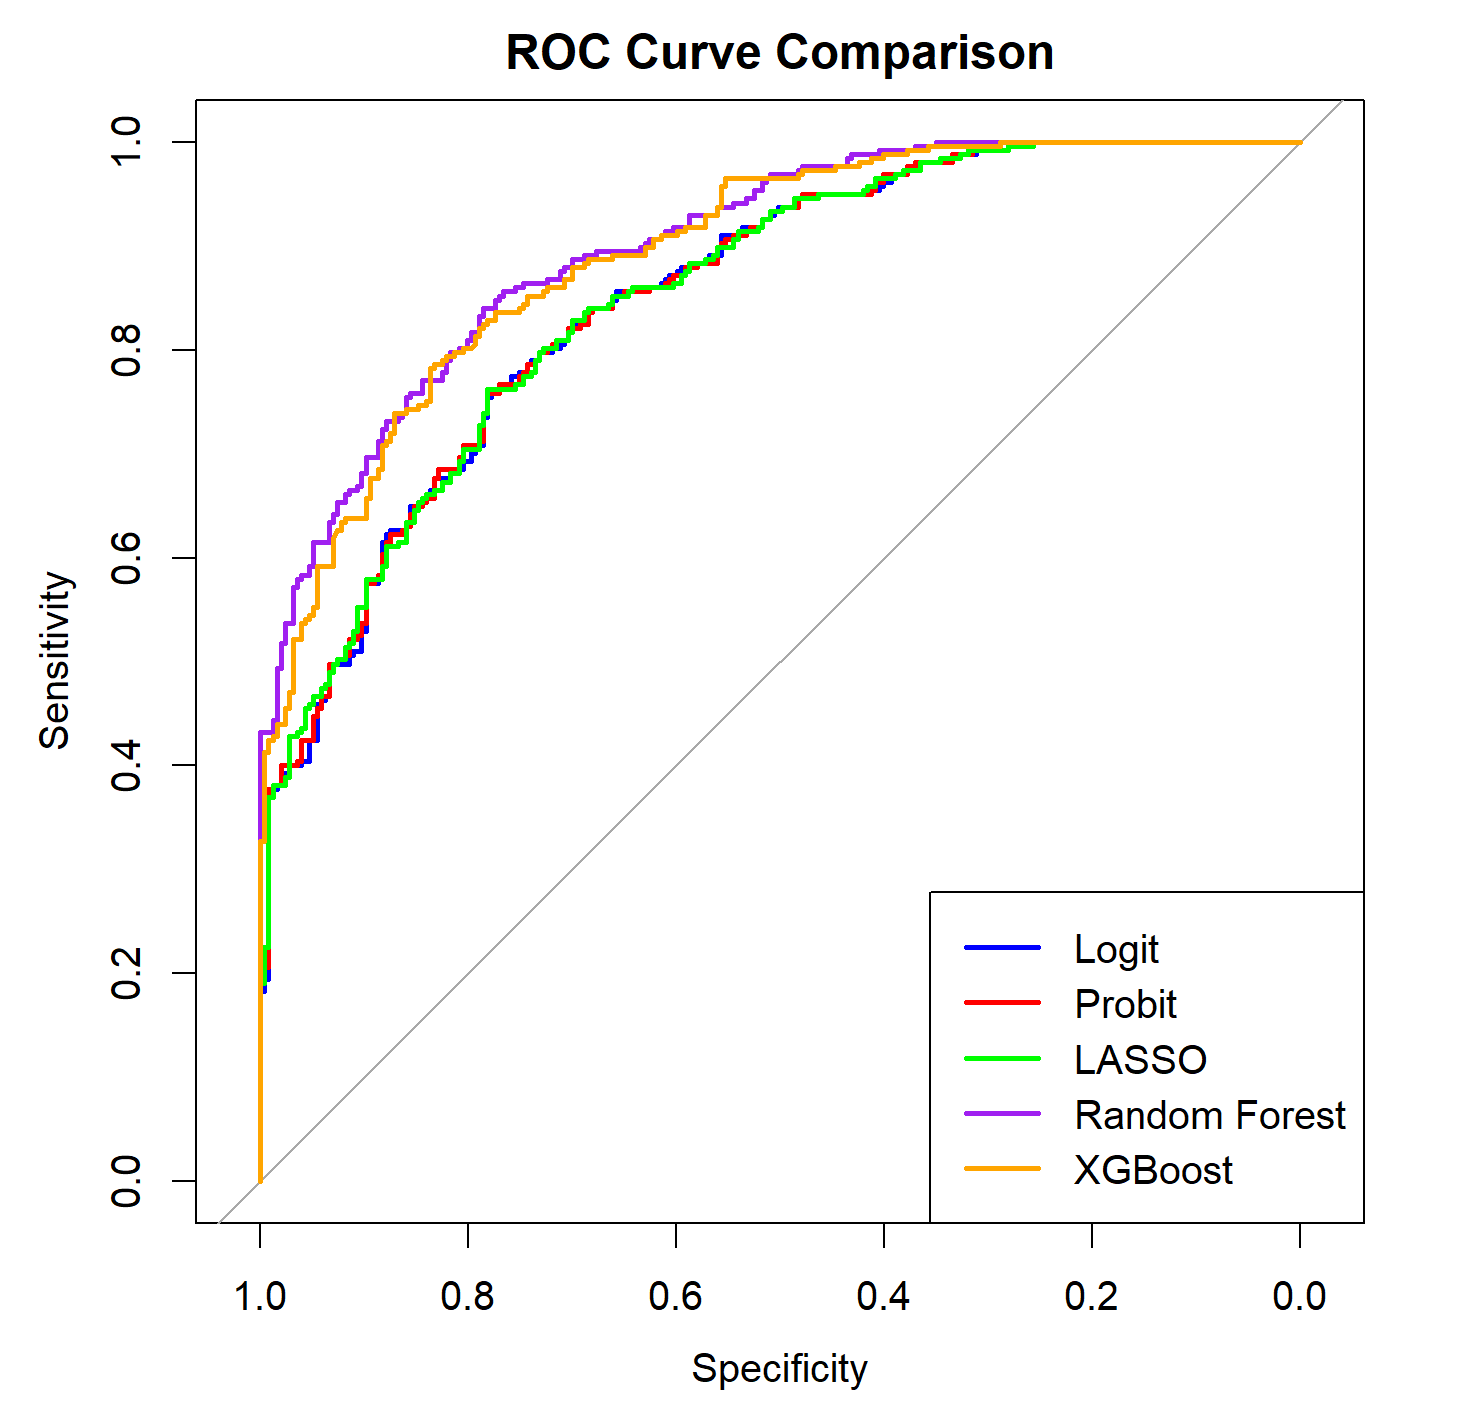 ROC Curve Comparison
Sensitivity
1.0
0.8
0.6
0.4
0.2
0.0
Logit
Probit
LASSO
Random Forest
XGBoost
1.0 0.8 0.6 0.4 0.2 0.0
Specificity